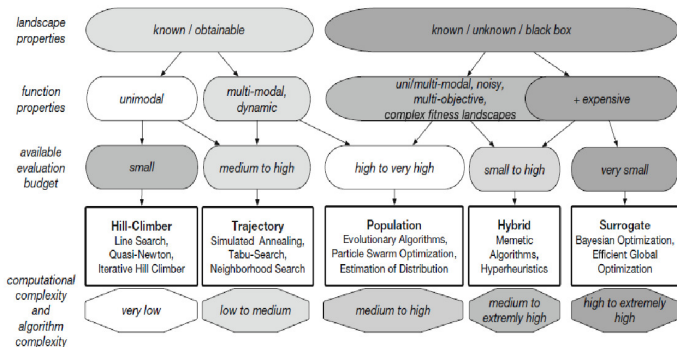 landscape
properties
known / obtainable
known / unknown / black box
function
properties
unimodal
multi-modal,
dynamic
uni/multi-modal, noisy,
multi-objective,
complex fitness landscapes
+ expensive
available
evaluation
budget
small
medium to high
high to very high
small to high
very small
Hill-Climber
Line Search,
Quasi-Newton,
Iterative Hill Climber
Trajectory
Simulated Annealing,
Tabu-Search,
Neighborhood Search
Population
Evolutionary Algorithms,
Particle Swarm Optimization,
Estimation of Distribution
Hybrid
Memetic
Algorithms,
Hyperheuristics
Surrogate
Bayesian Optimization,
Efficient Global
Optimization
computational
complexity and
algorithm
complexity
very low
low to medium
medium to high
medium to
extremly high
high to extremely
high